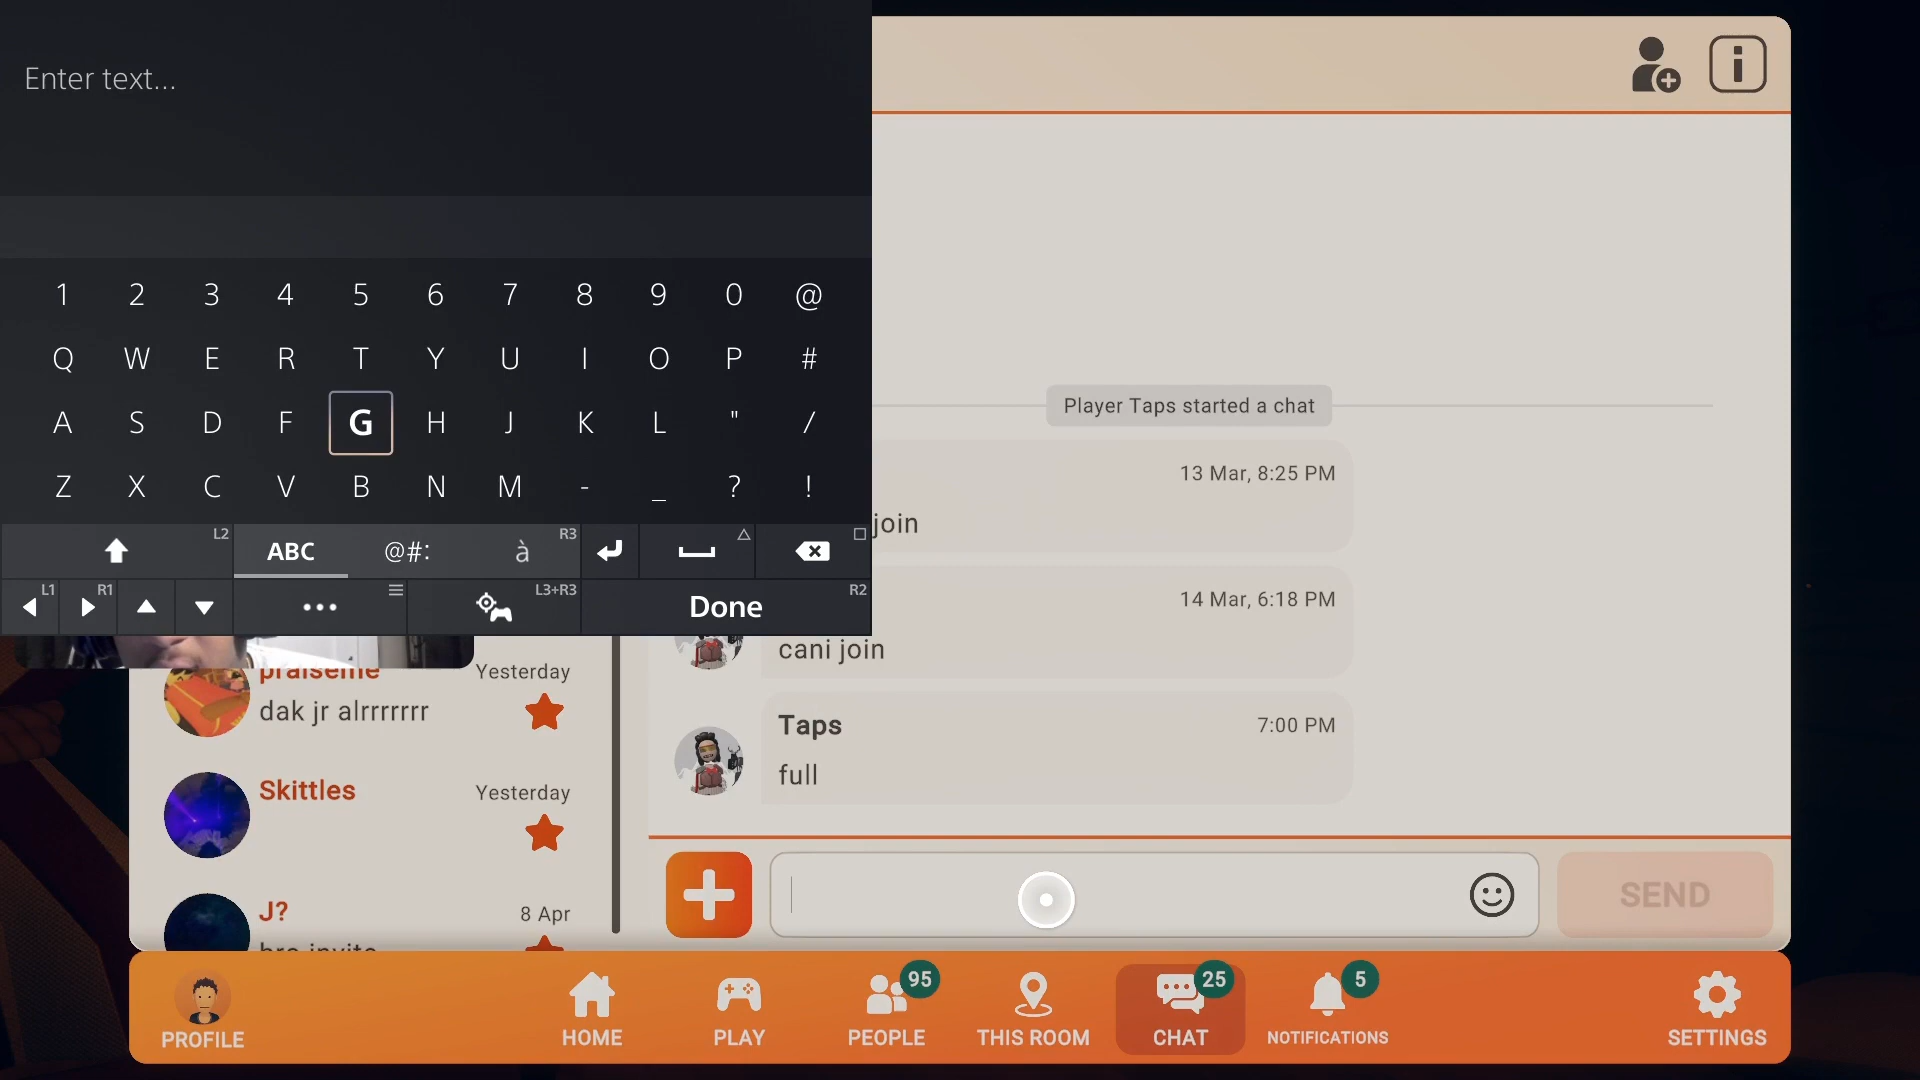 Enter text...
1 2 3 4 5 6 7 8 9 0 @
Q W E R T Y U I O P #
A S D F G H J K L " /
Z X C V B N M - _ ? !
L2 ABC @#: à R3
L1 R1 ••• L3+R3 Done R2
Player Taps started a chat
13 Mar, 8:25 PM
join
14 Mar, 6:18 PM
cani join
Taps 7:00 PM
full
praiseme Yesterday
dak jr alrrrrrrr
Skittles Yesterday
J? 8 Apr
bro invite
SEND
95 25 5
PROFILE HOME PLAY PEOPLE THIS ROOM CHAT NOTIFICATIONS SETTINGS